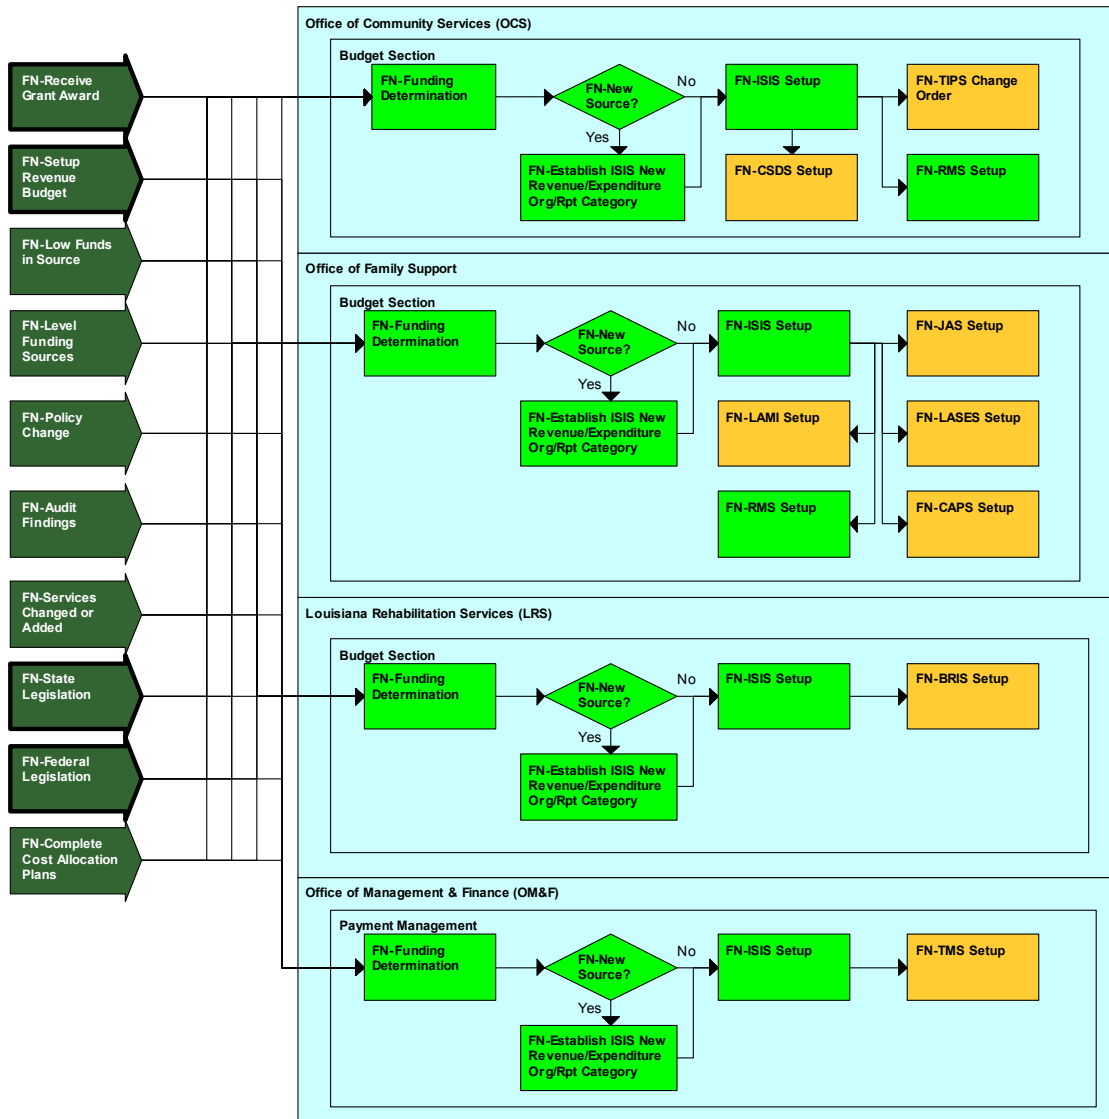 FN-Receive
Grant Award
FN-Setup
Revenue
Budget
FN-Low Funds
in Source
FN-Level
Funding
Sources
FN-Policy
Change
FN-Audit
Findings
FN-Services
Changed or
Added
FN-State
Legislation
FN-Federal
Legislation
FN-Complete
Cost Allocation
Plans
Office of Community Services (OCS)
Budget Section
FN-Funding
Determination
FN-New
Source?
No
Yes
FN-Establish ISIS New
Revenue/Expenditure
Org/Rpt Category
FN-ISIS Setup
FN-CSDS Setup
FN-TIPS Change
Order
FN-RMS Setup
Office of Family Support
Budget Section
FN-Funding
Determination
FN-New
Source?
No
Yes
FN-Establish ISIS New
Revenue/Expenditure
Org/Rpt Category
FN-ISIS Setup
FN-LAMI Setup
FN-RMS Setup
FN-JAS Setup
FN-LASES Setup
FN-CAPS Setup
Louisiana Rehabilitation Services (LRS)
Budget Section
FN-Funding
Determination
FN-New
Source?
No
Yes
FN-Establish ISIS New
Revenue/Expenditure
Org/Rpt Category
FN-ISIS Setup
FN-BRIS Setup
Office of Management & Finance (OM&F)
Payment Management
FN-Funding
Determination
FN-New
Source?
No
Yes
FN-Establish ISIS New
Revenue/Expenditure
Org/Rpt Category
FN-ISIS Setup
FN-TMS Setup